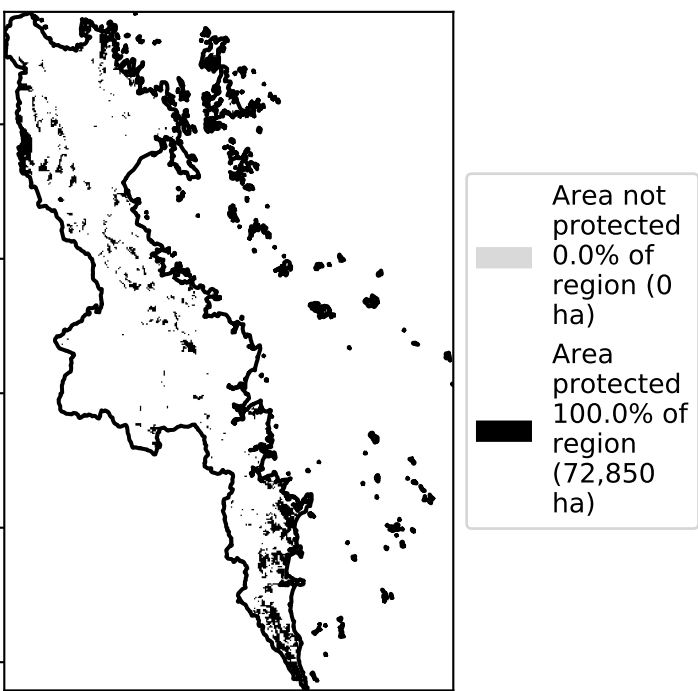 Area not
protected
0.0% of
region (0
ha)
Area
protected
100.0% of
region
(72,850
ha)